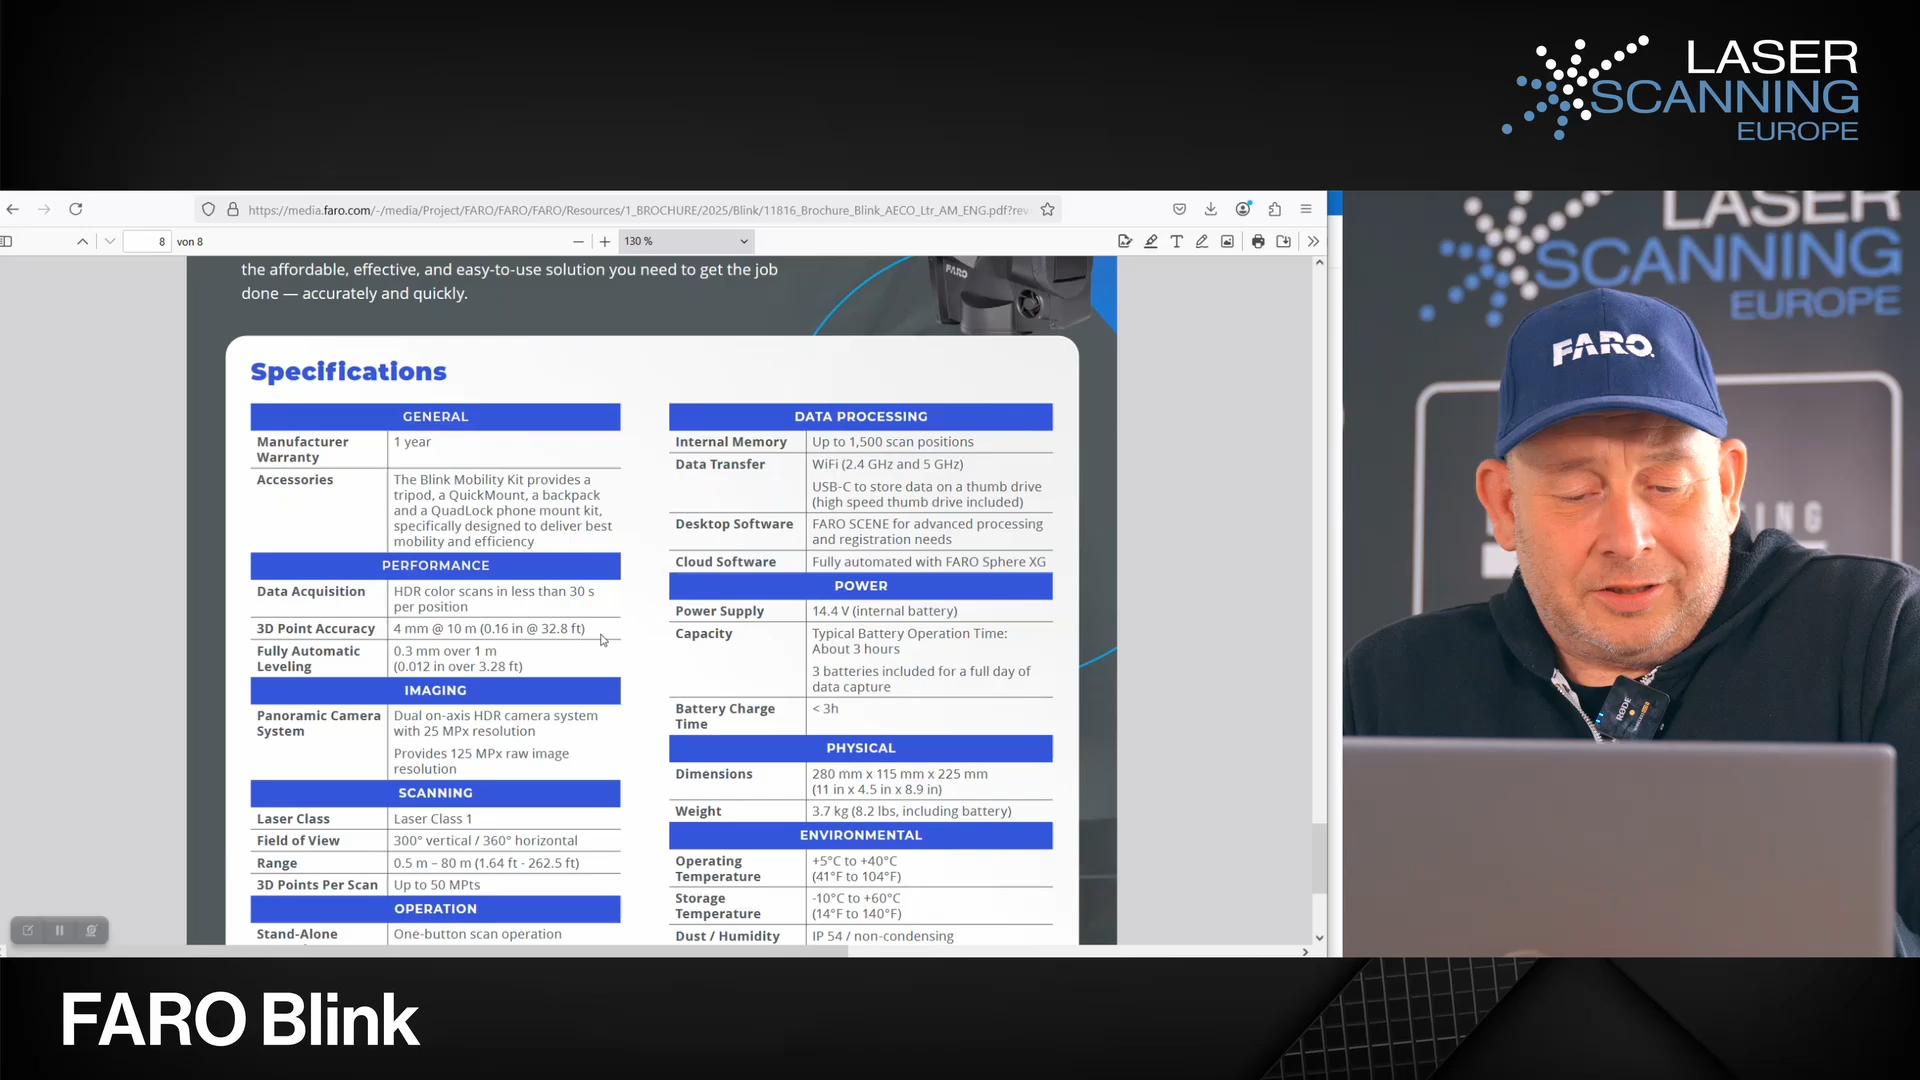 LASER
SCANNING
EUROPE
https://media.faro.com/-/media/Project/FARO/FARO/FARO/Resources/1_BROCHURE/2025/Blink/11816_Brochure_Blink_AECO_Ltr_AM_ENG.pdf?rev
8 von 8
130 %
the affordable, effective, and easy-to-use solution you need to get the job
done — accurately and quickly.
FARO
Specifications
GENERAL
Manufacturer Warranty
1 year
Accessories
The Blink Mobility Kit provides a
tripod, a QuickMount, a backpack
and a QuadLock phone mount kit,
specifically designed to deliver best
mobility and efficiency
PERFORMANCE
Data Acquisition
HDR color scans in less than 30 s
per position
3D Point Accuracy
4 mm @ 10 m (0.16 in @ 32.8 ft)
Fully Automatic Leveling
0.3 mm over 1 m
(0.012 in over 3.28 ft)
IMAGING
Panoramic Camera System
Dual on-axis HDR camera system
with 25 MPx resolution
Provides 125 MPx raw image
resolution
SCANNING
Laser Class
Laser Class 1
Field of View
300° vertical / 360° horizontal
Range
0.5 m – 80 m (1.64 ft - 262.5 ft)
3D Points Per Scan
Up to 50 MPts
OPERATION
Stand-Alone
One-button scan operation
DATA PROCESSING
Internal Memory
Up to 1,500 scan positions
Data Transfer
WiFi (2.4 GHz and 5 GHz)
USB-C to store data on a thumb drive
(high speed thumb drive included)
Desktop Software
FARO SCENE for advanced processing
and registration needs
Cloud Software
Fully automated with FARO Sphere XG
POWER
Power Supply
14.4 V (internal battery)
Capacity
Typical Battery Operation Time:
About 3 hours
3 batteries included for a full day of
data capture
Battery Charge Time
< 3h
PHYSICAL
Dimensions
280 mm x 115 mm x 225 mm
(11 in x 4.5 in x 8.9 in)
Weight
3.7 kg (8.2 lbs, including battery)
ENVIRONMENTAL
Operating Temperature
+5°C to +40°C
(41°F to 104°F)
Storage Temperature
-10°C to +60°C
(14°F to 140°F)
Dust / Humidity
IP 54 / non-condensing
LASER
SCANNING
EUROPE
FARO
RØDE
FARO Blink